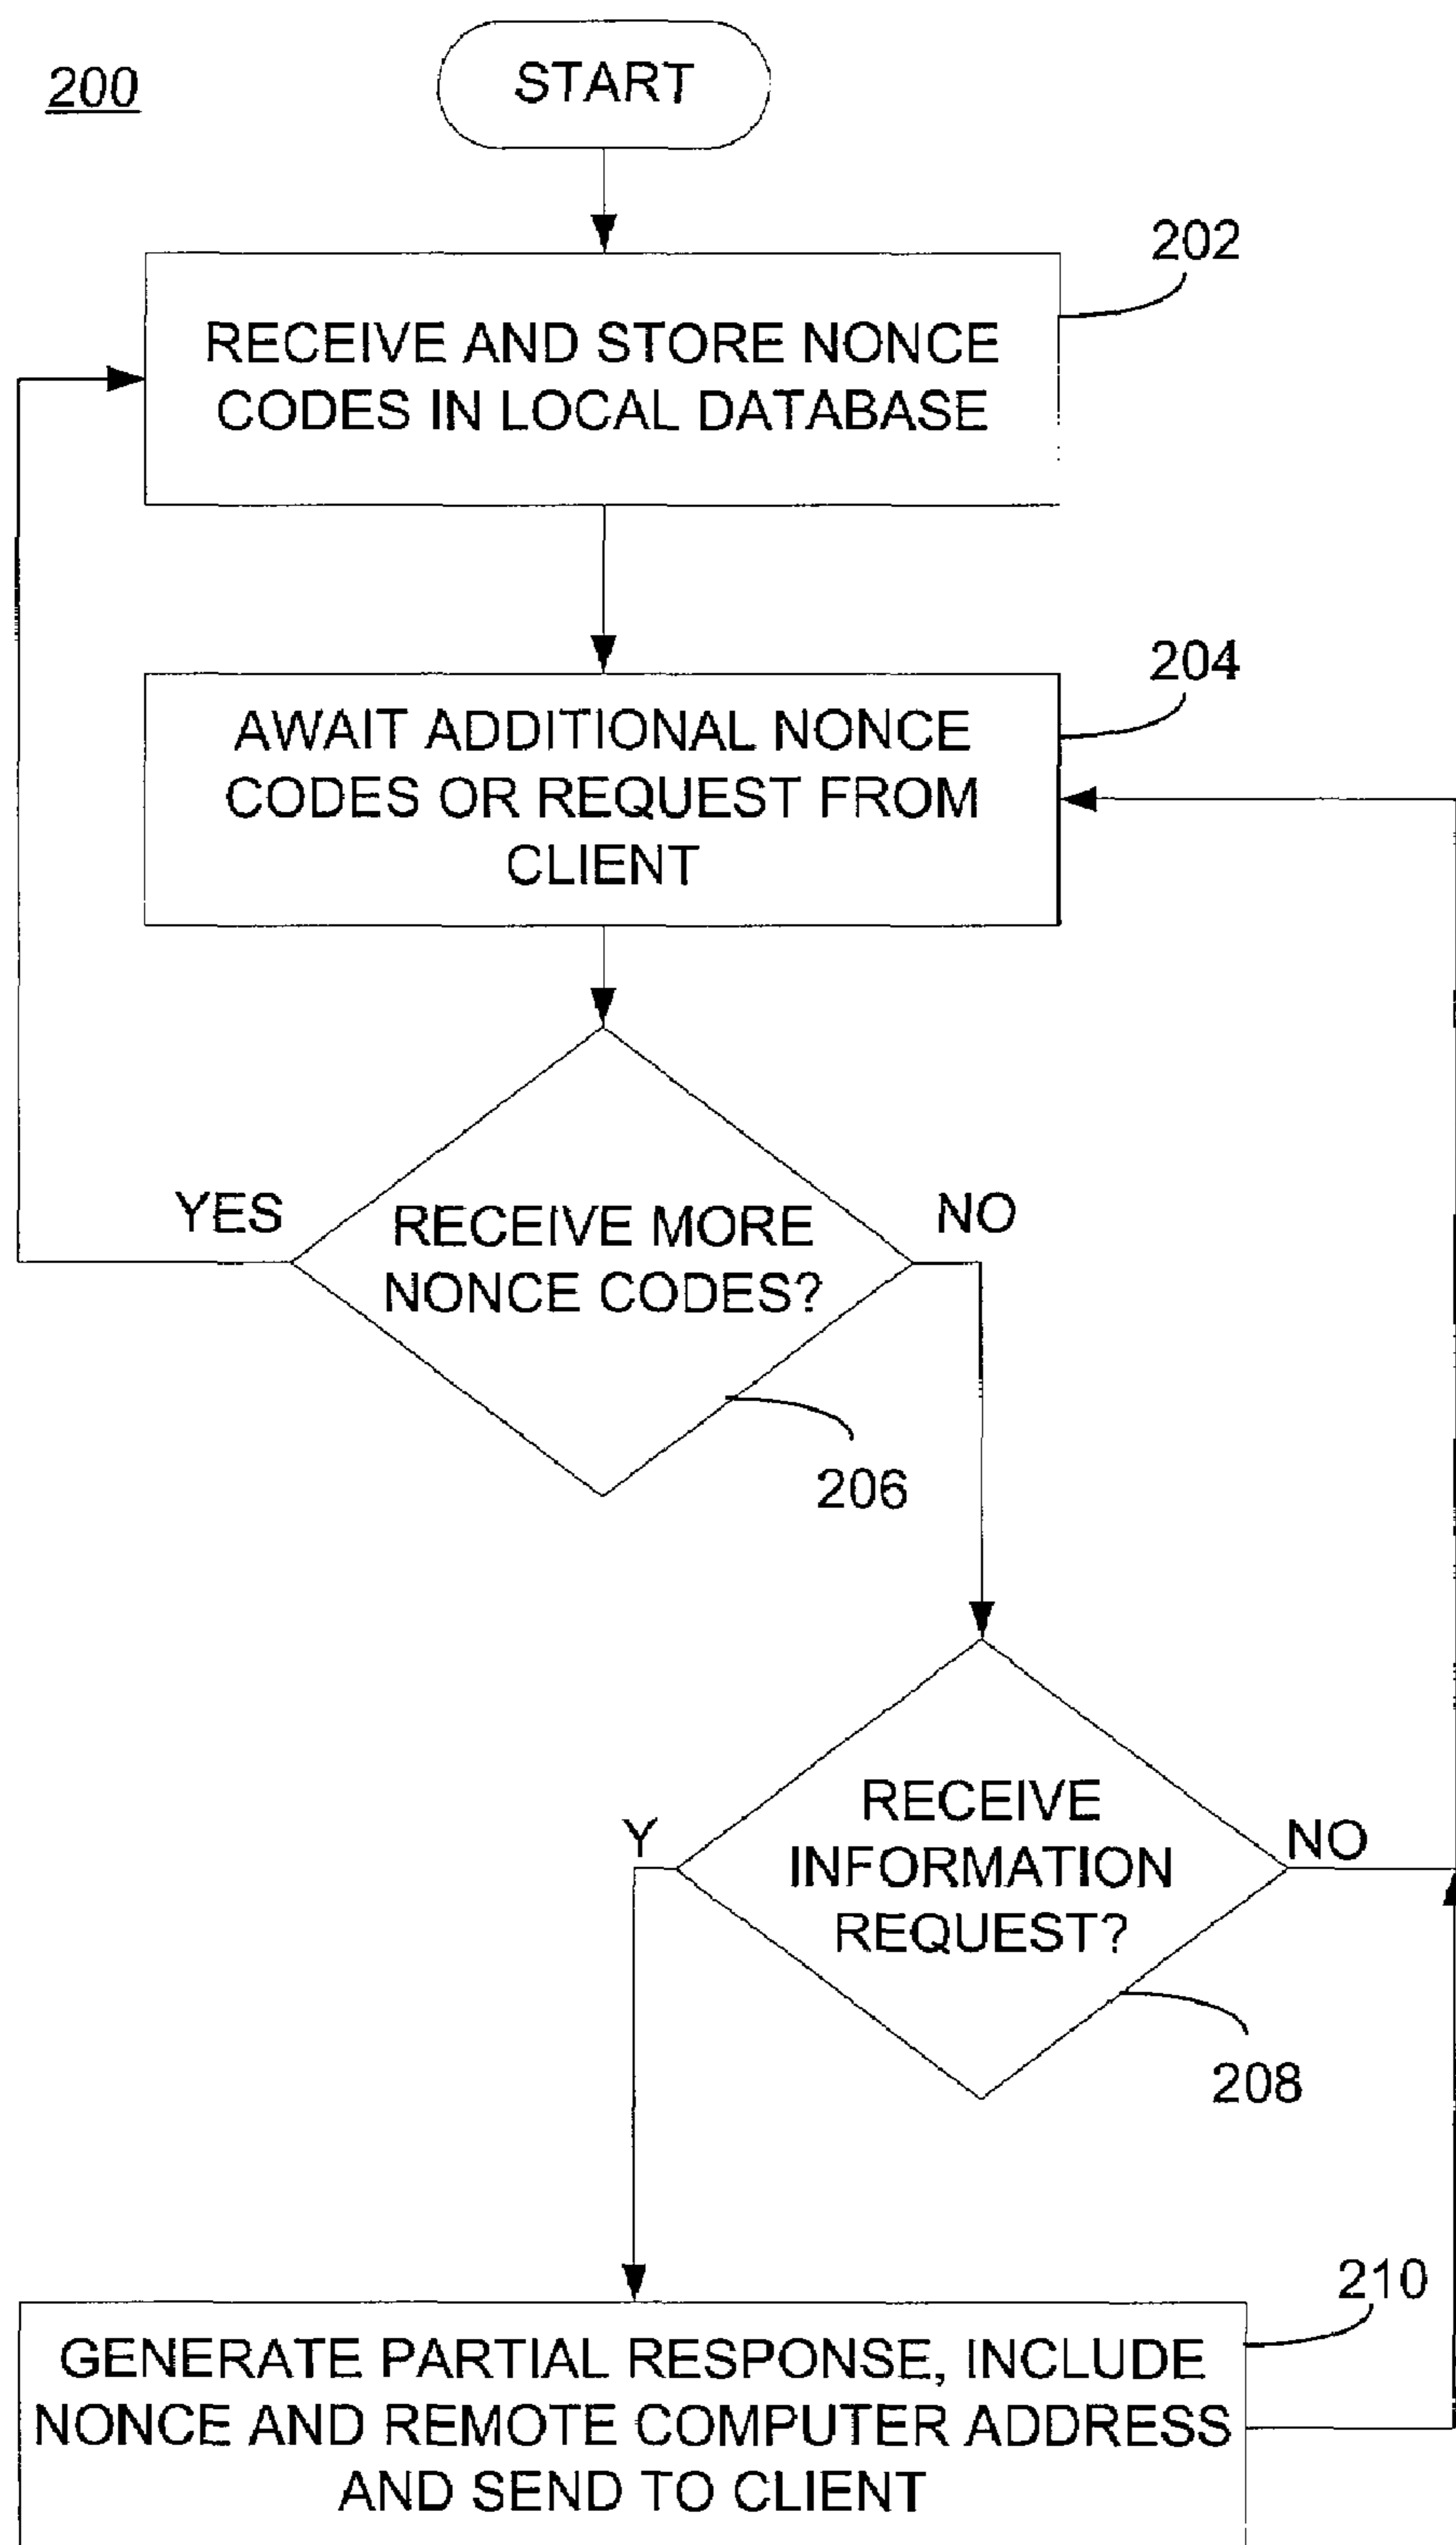 200
START
202
RECEIVE AND STORE NONCE
CODES IN LOCAL DATABASE
204
AWAIT ADDITIONAL NONCE
CODES OR REQUEST FROM
CLIENT
YES
RECEIVE MORE
NONCE CODES?
NO
206
Y
RECEIVE
INFORMATION
REQUEST?
NO
208
210
GENERATE PARTIAL RESPONSE, INCLUDE
NONCE AND REMOTE COMPUTER ADDRESS
AND SEND TO CLIENT